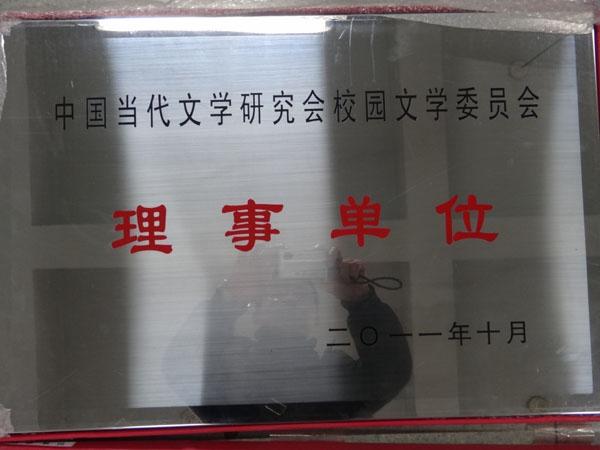 中国当代文学研究会校园文学委员会
理事单位
二〇一一年十月